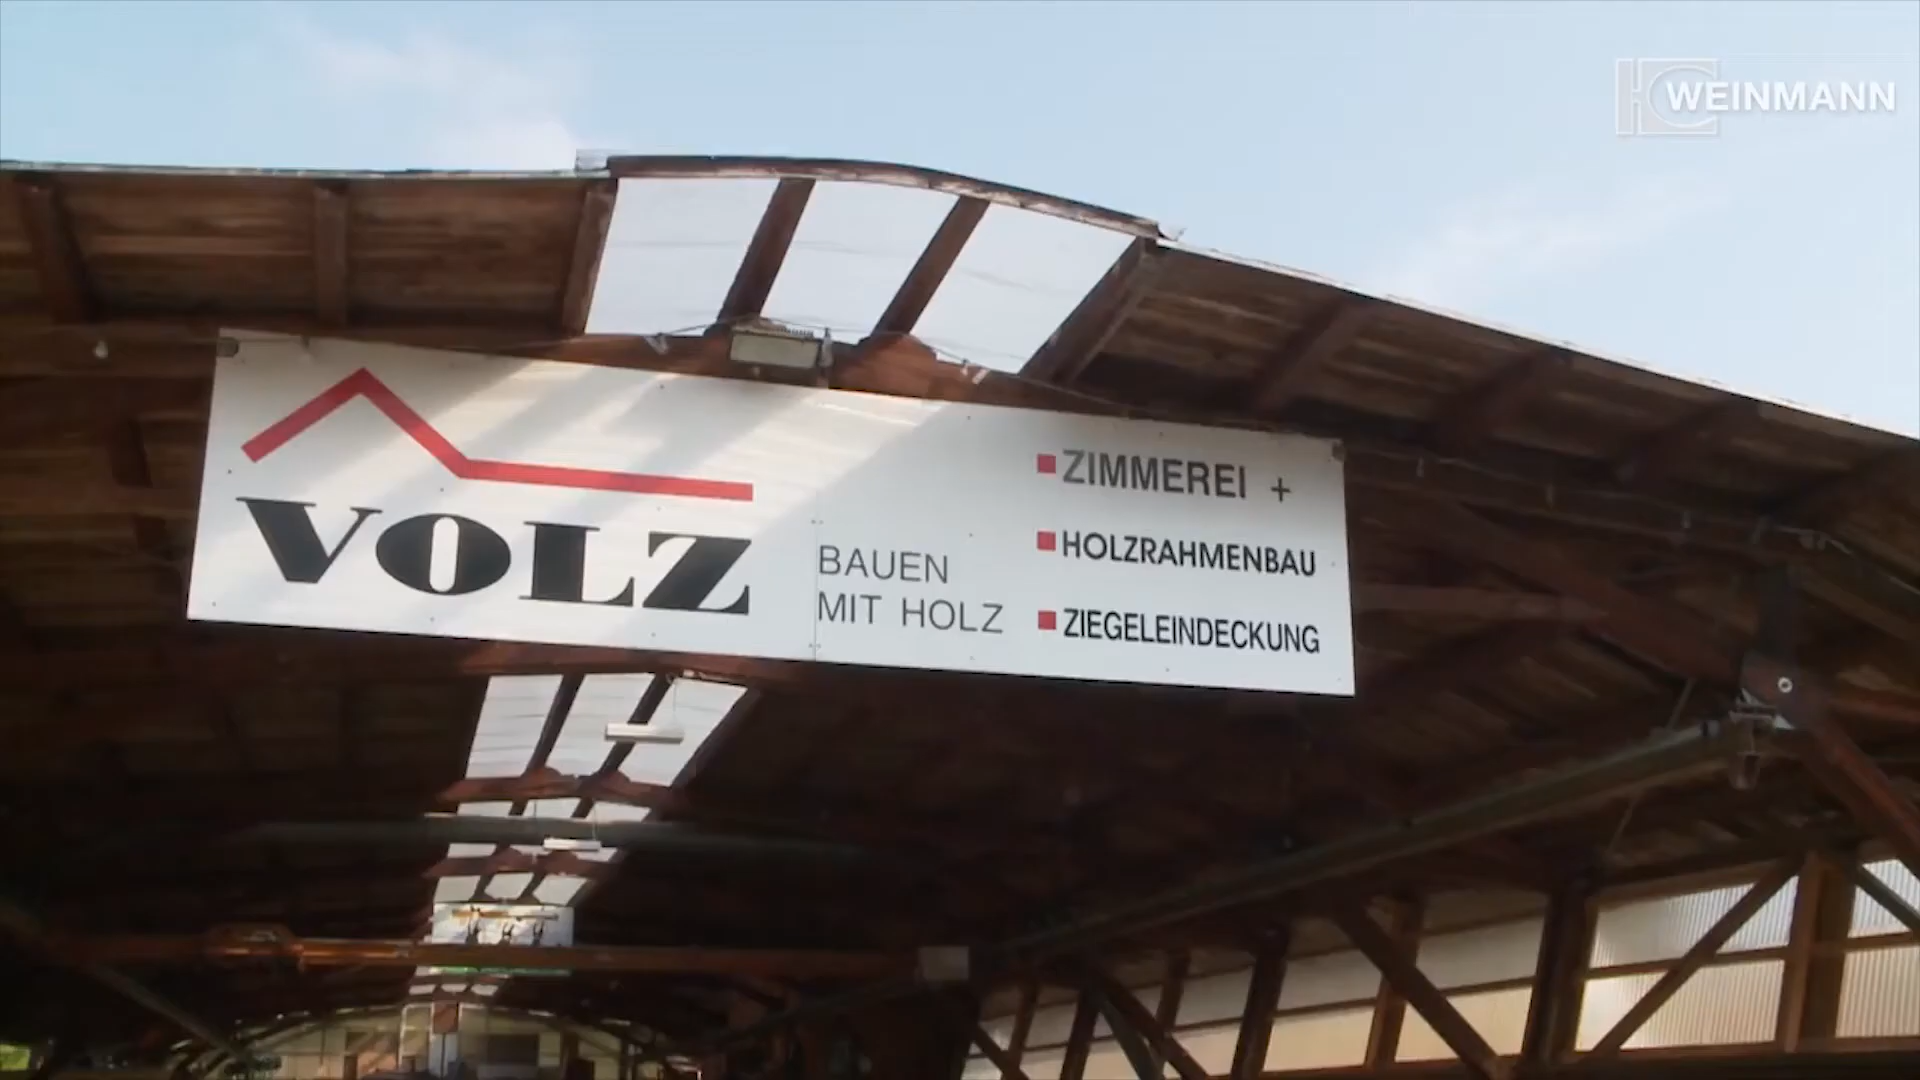 WEINMANN
VOLZ
BAUEN
MIT HOLZ
ZIMMEREI +
HOLZRAHMENBAU
ZIEGELEINDECKUNG